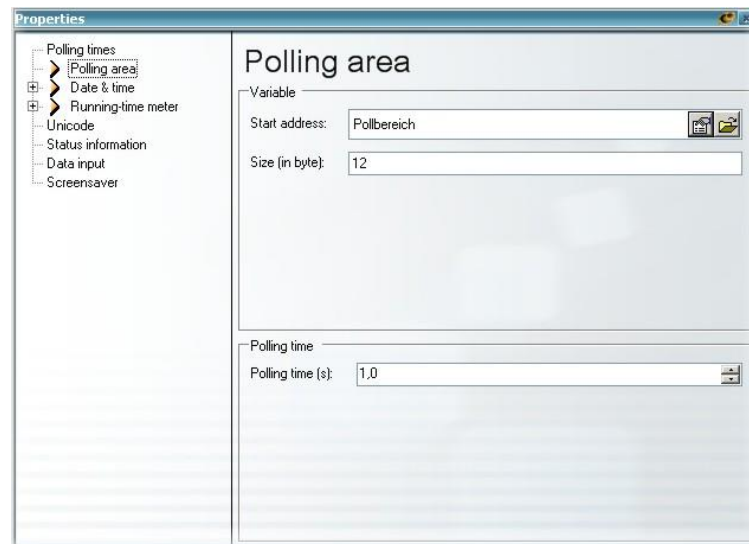 Properties
Polling times
Polling area
Date & time
Running-time meter
Unicode
Status information
Data input
Screensaver
Polling area
Variable
Start address: Pollbereich
Size (in byte): 12
Polling time
Polling time (s): 1,0